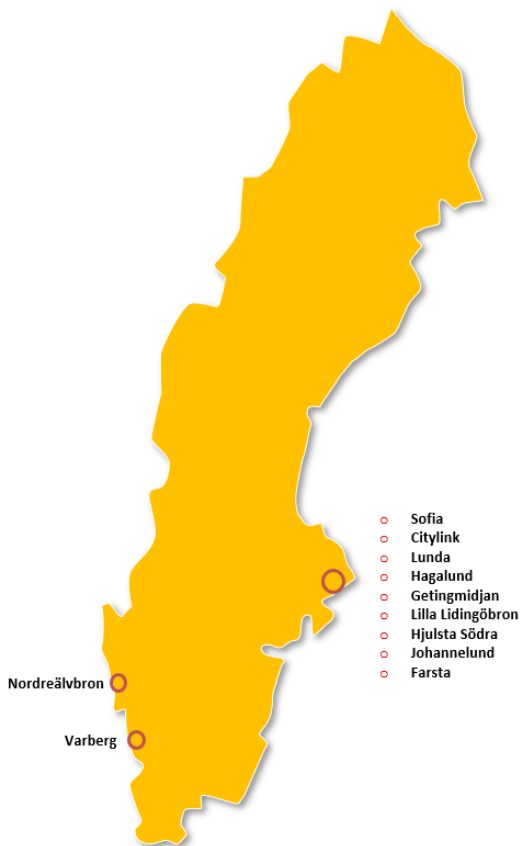 Sofia
Citylink
Lunda
Hagalund
Getingmidjan
Lilla Lidingöbron
Hjulsta Södra
Johannelund
Farsta
Nordreälvbron
Varberg